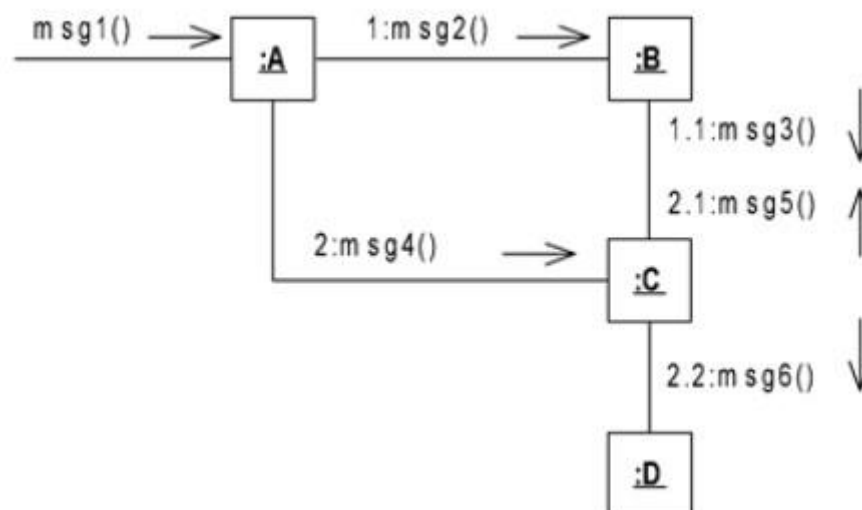 msg1()
:A
1:msg2()
:B
1.1:msg3()
2.1:msg5()
2:msg4()
:C
2.2:msg6()
:D